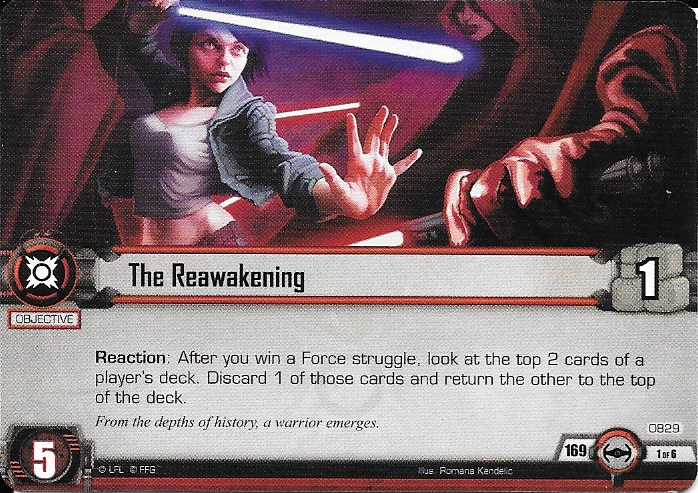 The Reawakening
1
OBJECTIVE
Reaction: After you win a Force struggle, look at the top 2 cards of a
player's deck. Discard 1 of those cards and return the other to the top
of the deck.
From the depths of history, a warrior emerges.
0829
5
169
1 OF 6
© LFL © FFG
Illus. Romana Kendelic